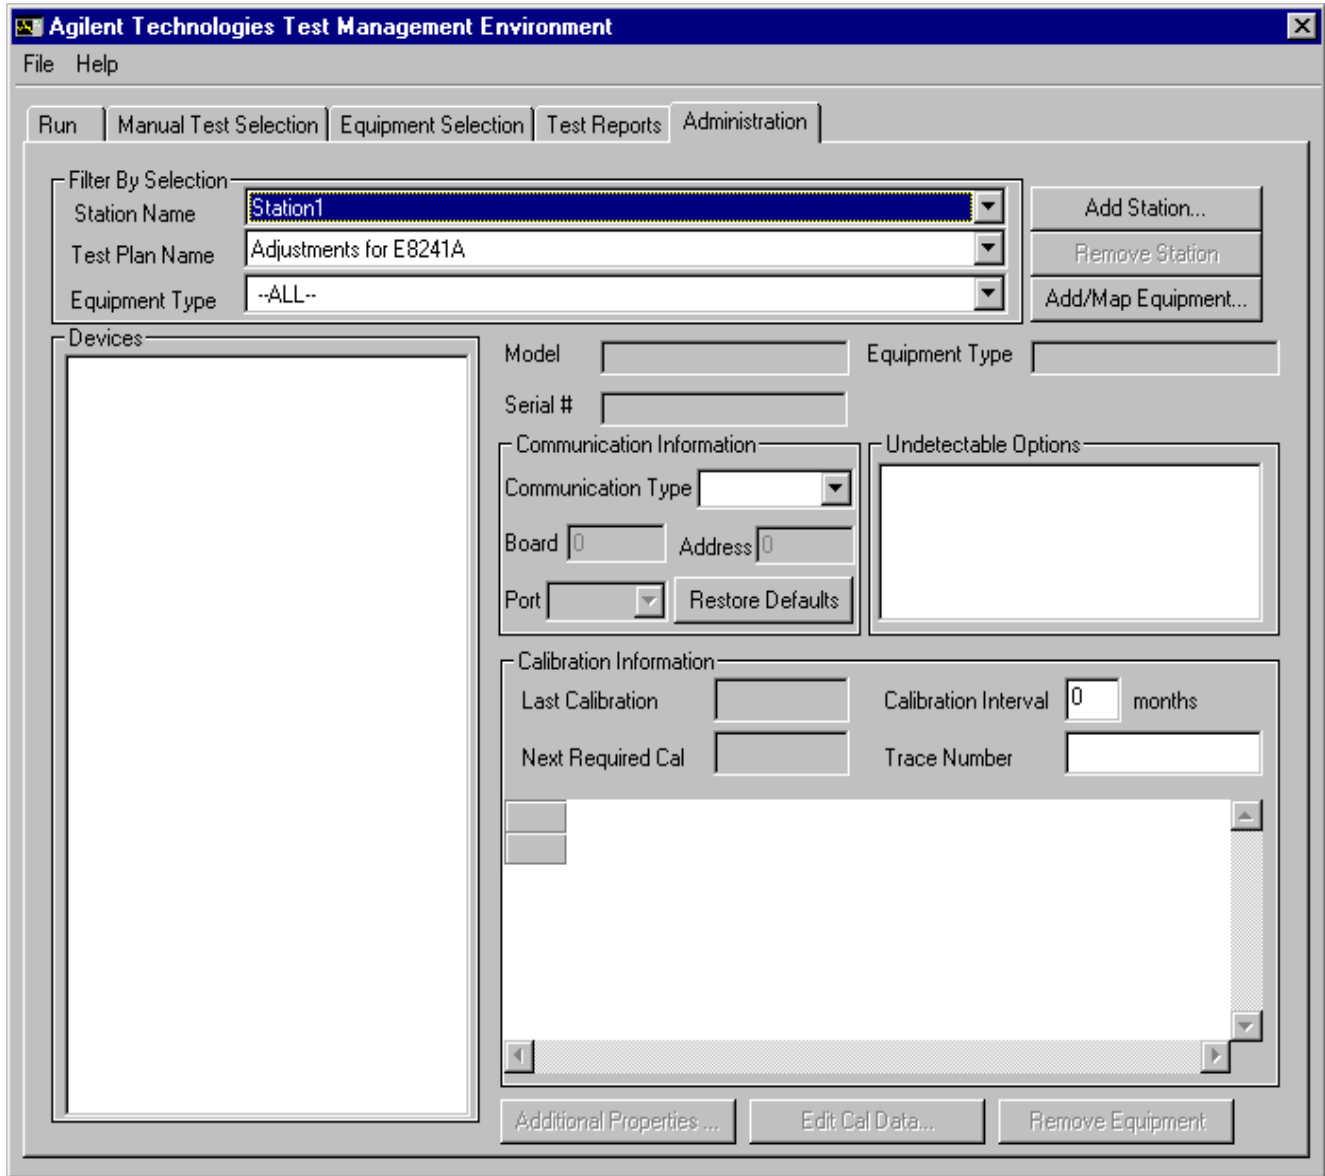 Agilent Technologies Test Management Environment
File Help
Run Manual Test Selection Equipment Selection Test Reports Administration
Filter By Selection
Station Name Station1 Add Station...
Test Plan Name Adjustments for E8241A Remove Station
Equipment Type --ALL-- Add/Map Equipment...
Devices
Model Equipment Type
Serial #
Communication Information Undetectable Options
Communication Type
Board 0 Address 0
Port Restore Defaults
Calibration Information
Last Calibration Calibration Interval 0 months
Next Required Cal Trace Number
Additional Properties ... Edit Cal Data... Remove Equipment